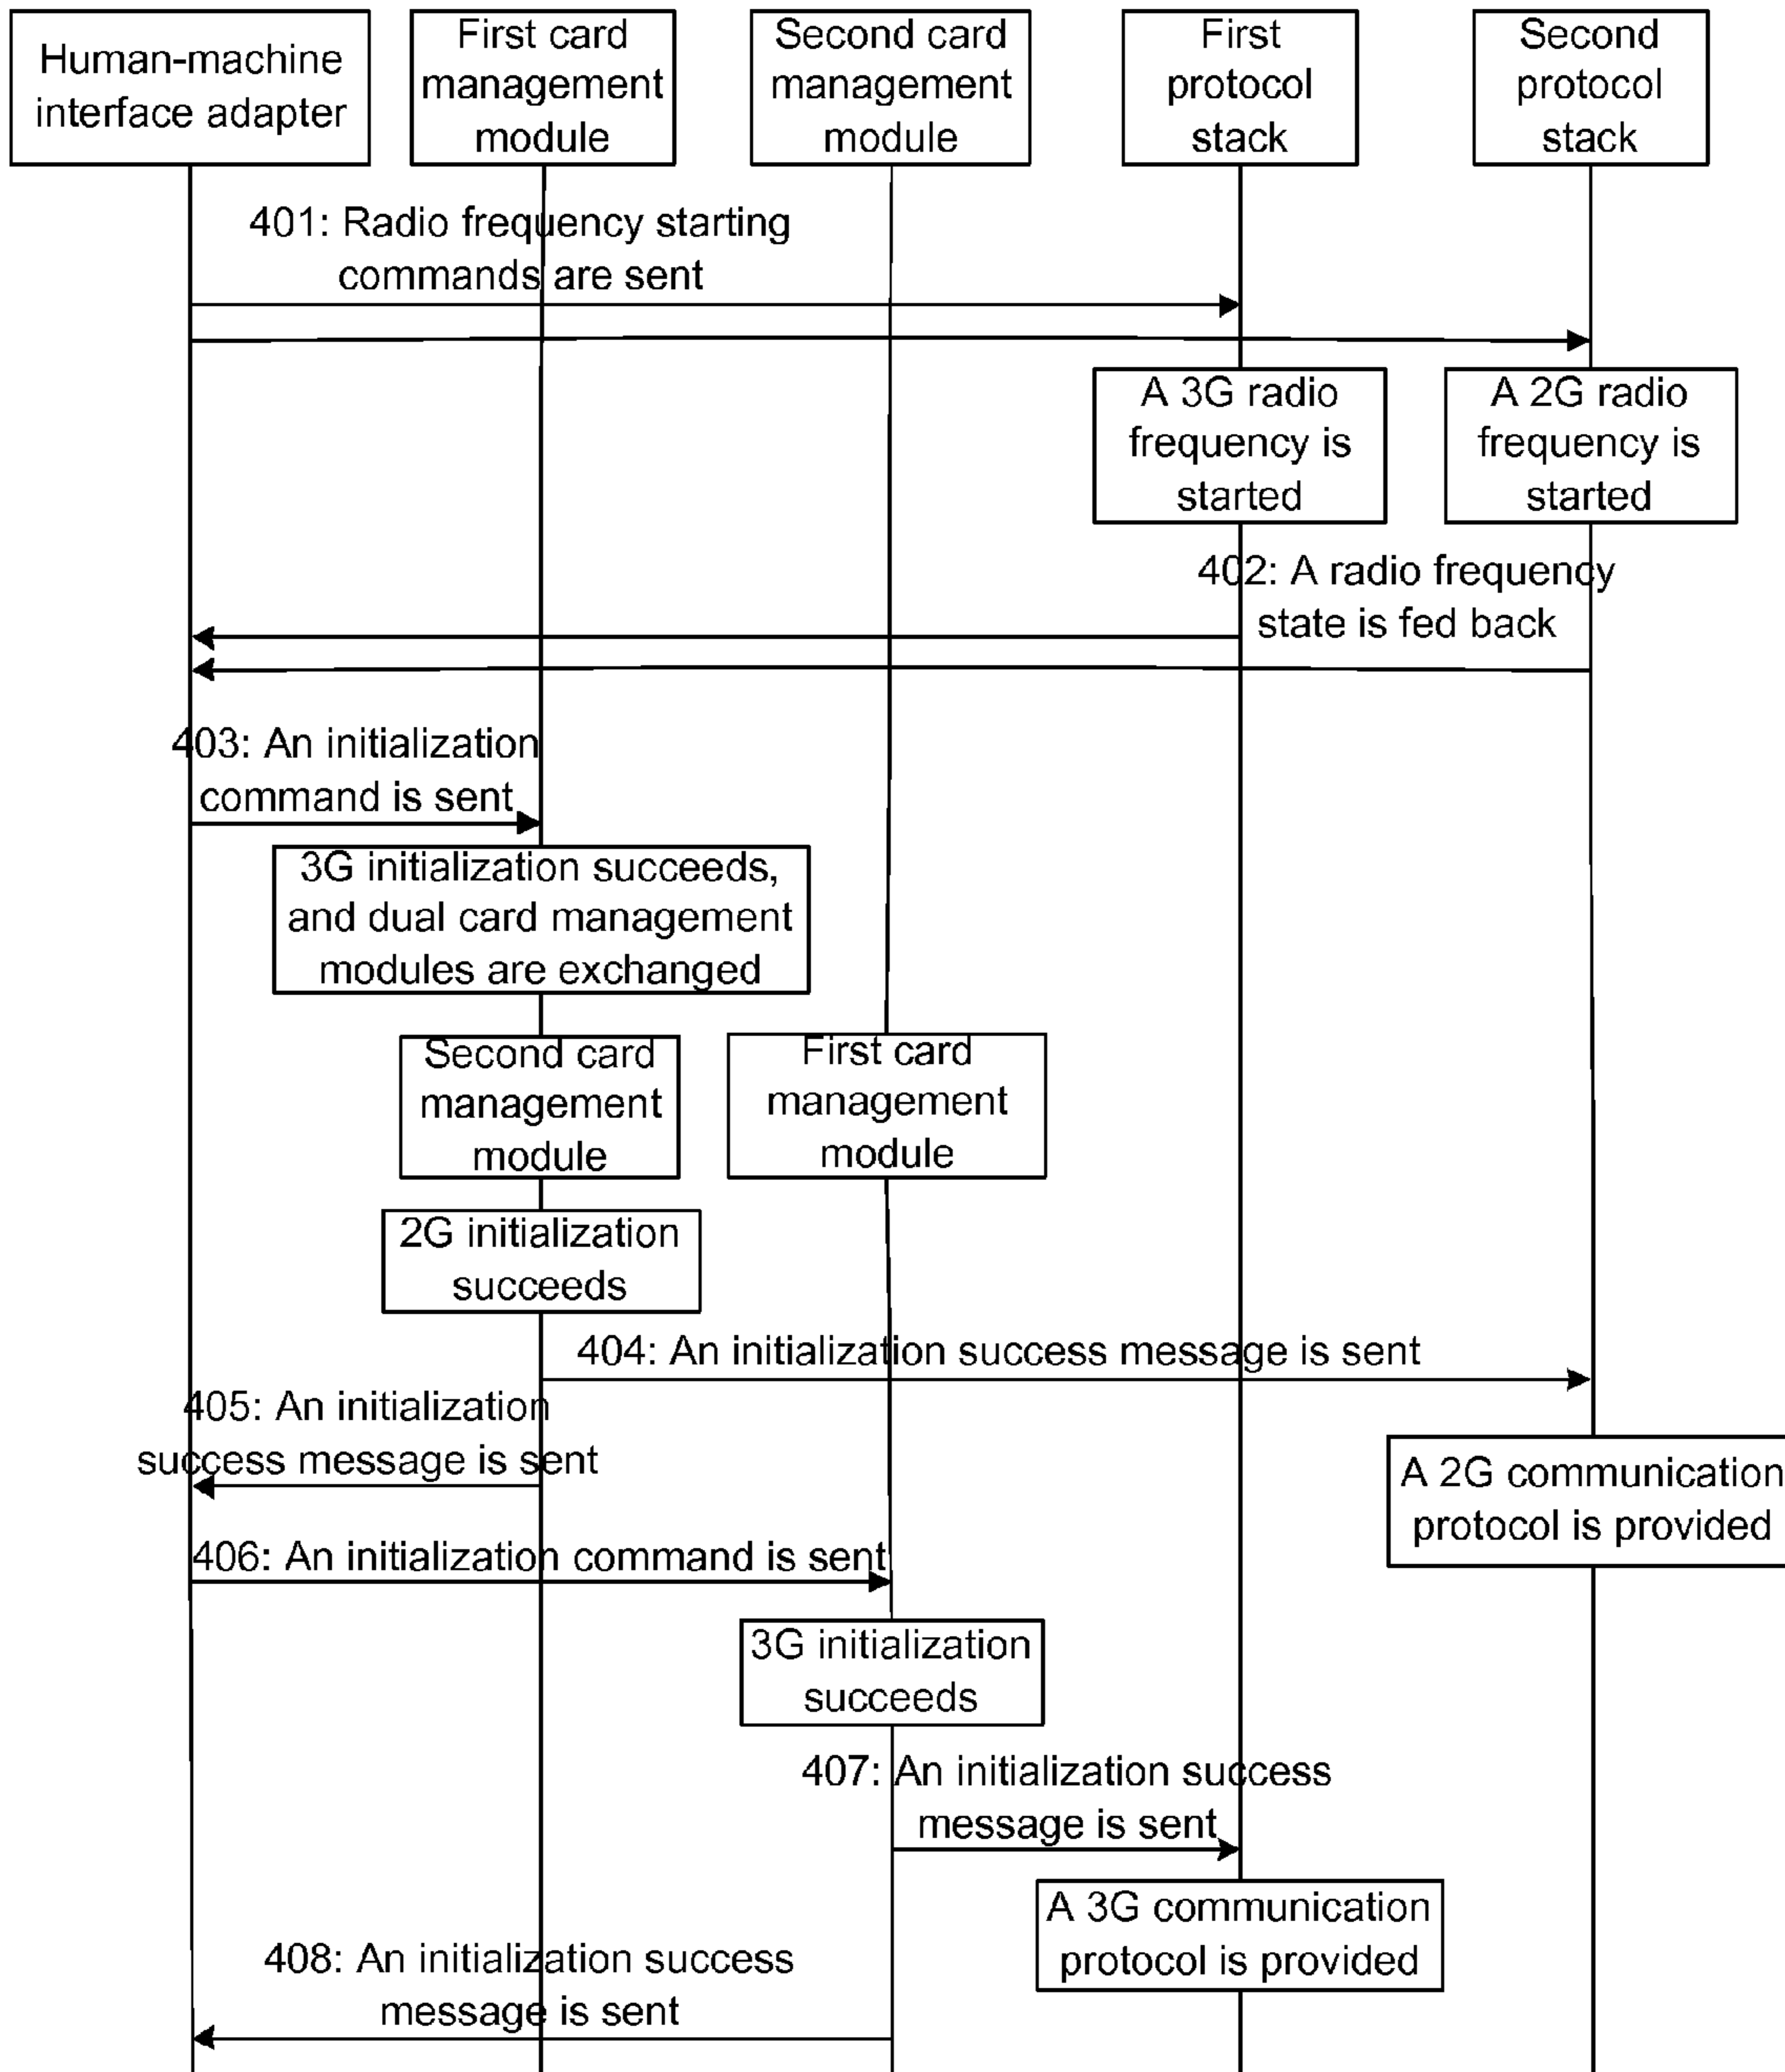 Human-machine
interface adapter
First card
management
module
Second card
management
module
First
protocol
stack
Second
protocol
stack
401: Radio frequency starting
commands are sent
A 3G radio
frequency is
started
A 2G radio
frequency is
started
402: A radio frequency
state is fed back
403: An initialization
command is sent
3G initialization succeeds,
and dual card management
modules are exchanged
Second card
management
module
First card
management
module
2G initialization
succeeds
404: An initialization success message is sent
405: An initialization
success message is sent
A 2G communication
protocol is provided
406: An initialization command is sent
3G initialization
succeeds
407: An initialization success
message is sent
A 3G communication
protocol is provided
408: An initialization success
message is sent